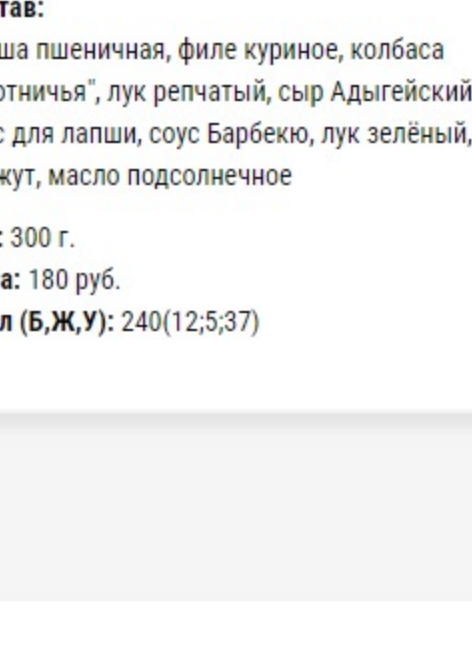 тав:
ша пшеничная, филе куриное, колбаса
отничья", лук репчатый, сыр Адыгейский
с для лапши, соус Барбекю, лук зелёный,
жут, масло подсолнечное
: 300 г.
а: 180 руб.
л (Б,Ж,У): 240(12;5;37)